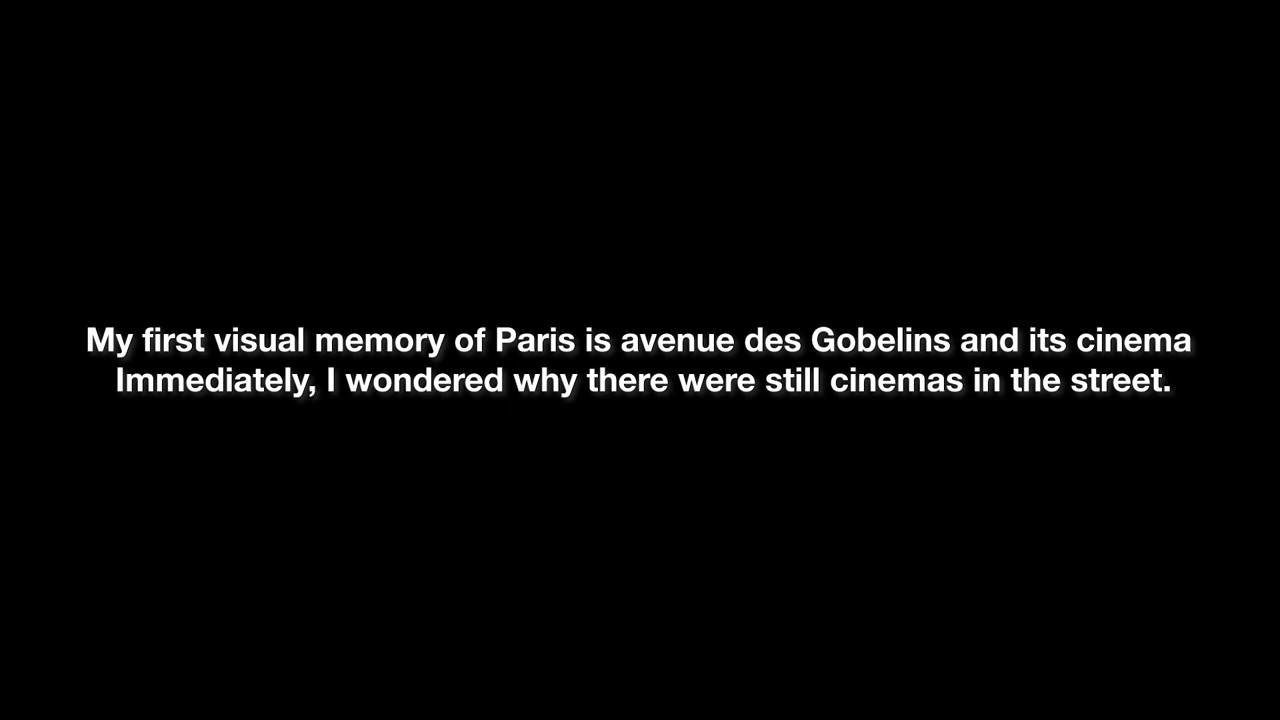 My first visual memory of Paris is avenue des Gobelins and its cinema
Immediately, I wondered why there were still cinemas in the street.